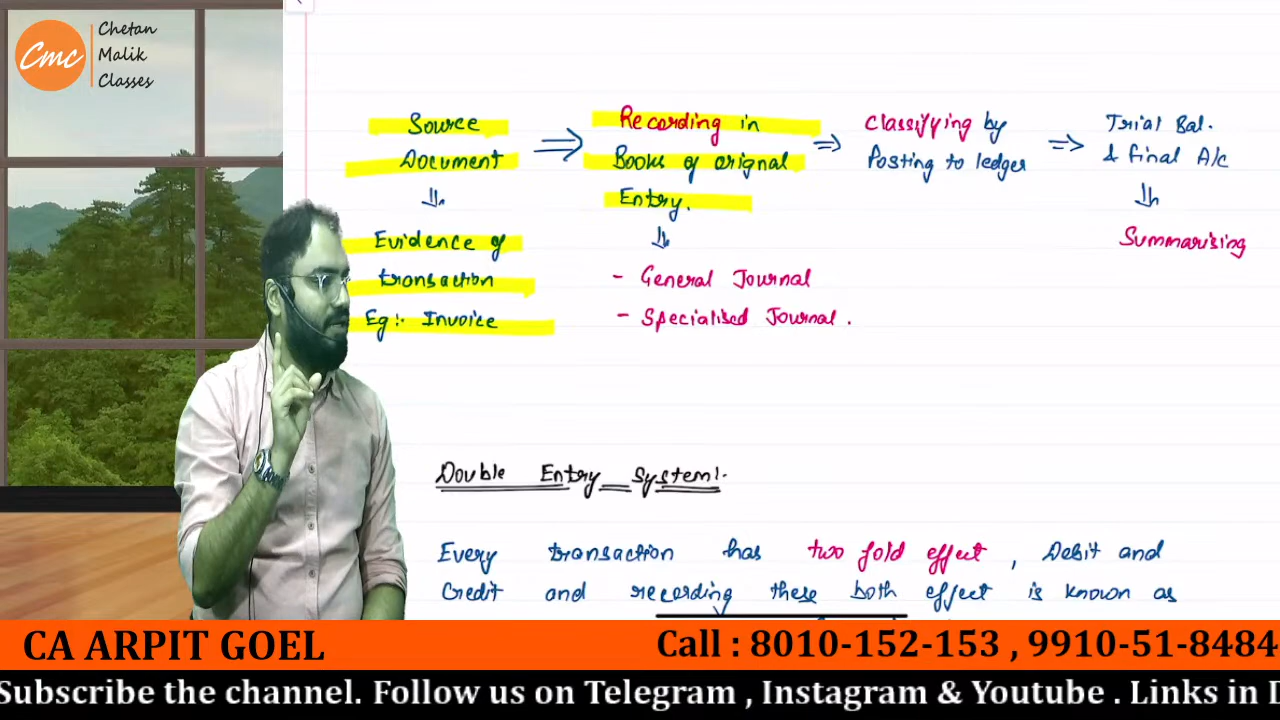 Cmc
Chetan
Malik
Classes
Source
Document
Evidence of
transaction
Eg:- Invoice
Recording in
Books of orignal
Entry.
- General Journal
- Specialised Journal.
Classifying by
Posting to ledger
Trial Bal.
& final A/c
Summarising
Double Entry System:-
Every transaction has two fold effect, Debit and
Credit and recording these both effect is known as
CA ARPIT GOEL
Call : 8010-152-153 , 9910-51-8484
Subscribe the channel. Follow us on Telegram , Instagram & Youtube . Links in